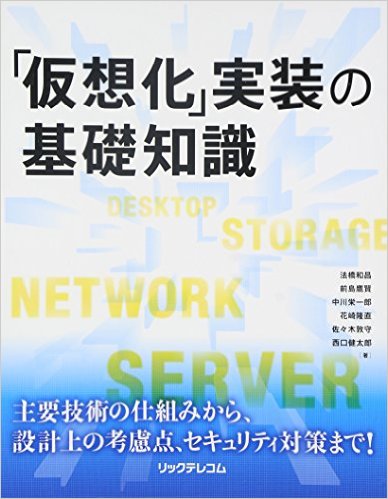 「仮想化」実装の
基礎知識
DESKTOP
STORAGE
NETWORK
SERVER
法橋和昌
前島鷹賢
中川栄一郎
花崎隆直
佐々木敦守
西口健太郎
[著]
主要技術の仕組みから、
設計上の考慮点、セキュリティ対策まで!
リックテレコム